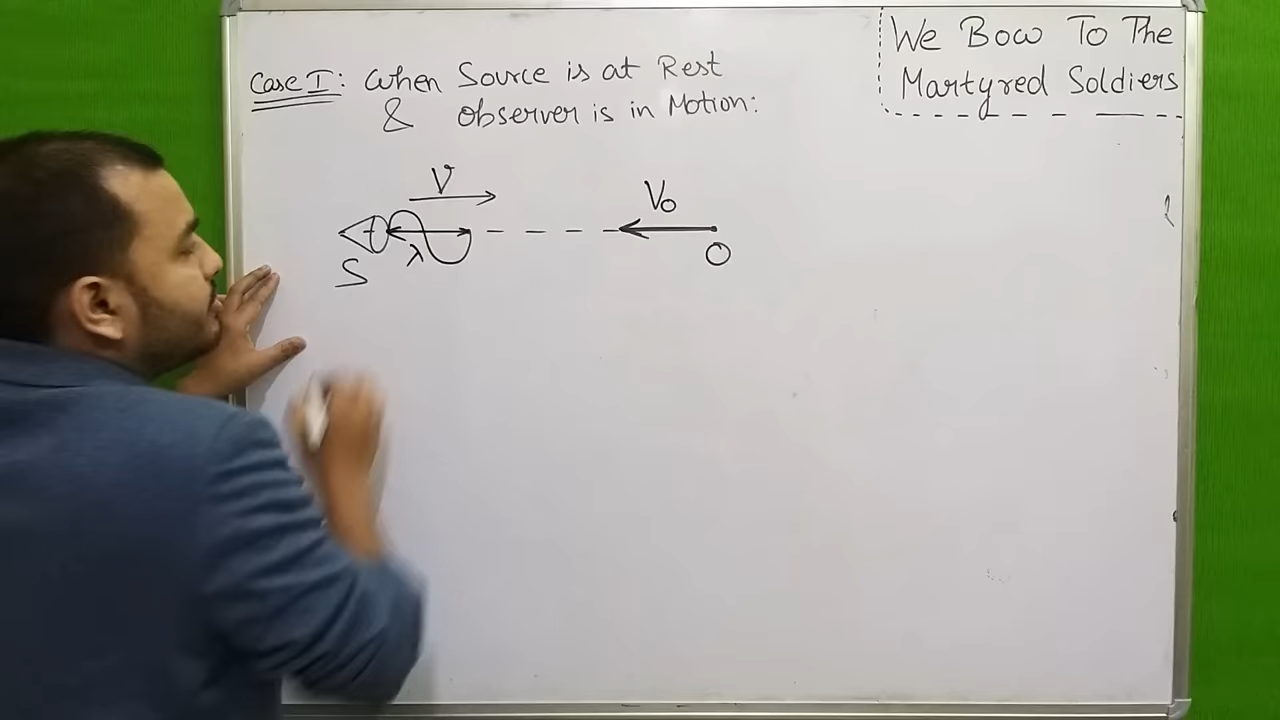 We Bow To The
Martyred Soldiers
Case I: When Source is at Rest
& observer is in Motion:
V
V₀
S
λ
O